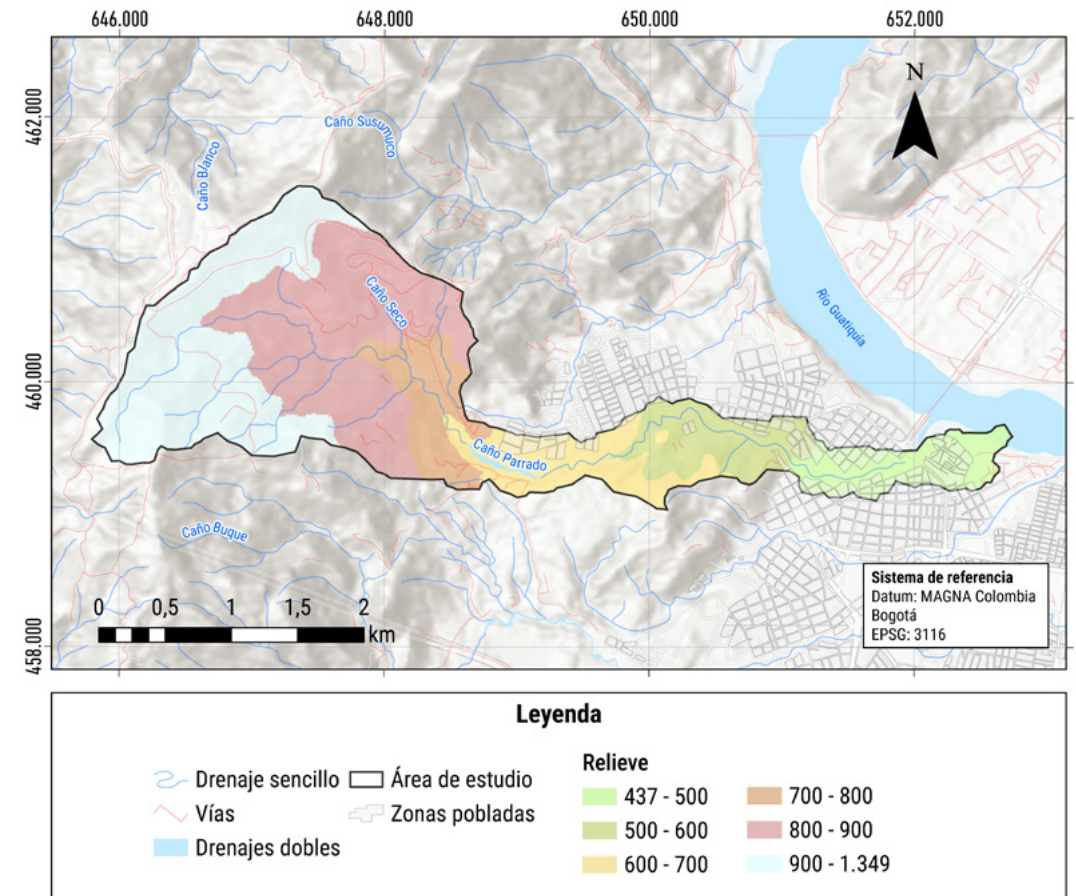 646.000
648.000
650.000
652.000
462.000
460.000
458.000
N
Caño Susumuco
Caño Blanco
Caño Seco
Río Guatiquía
Caño Parrado
Caño Buque
0 0,5 1 1,5 2
km
Sistema de referencia
Datum: MAGNA Colombia
Bogotá
EPSG: 3116
Leyenda
Drenaje sencillo
Vías
Drenajes dobles
Área de estudio
Zonas pobladas
Relieve
437 - 500
500 - 600
600 - 700
700 - 800
800 - 900
900 - 1.349